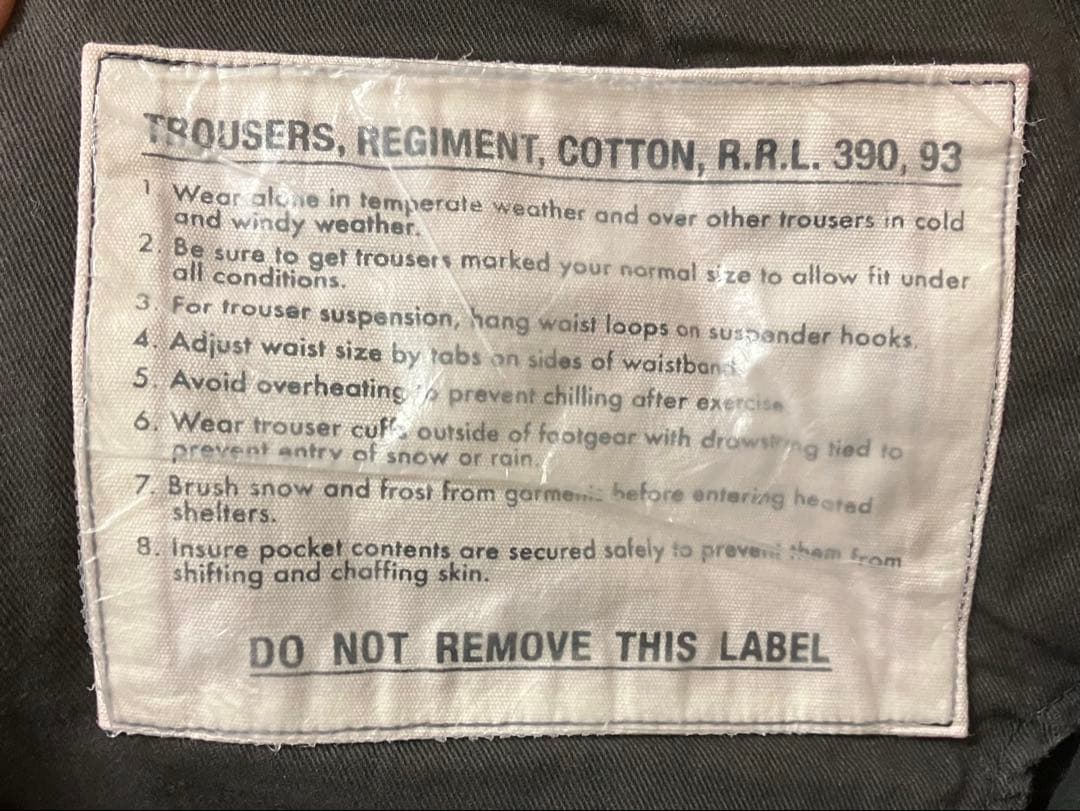 TROUSERS, REGIMENT, COTTON, R.R.L. 390, 93
1. Wear alone in temperate weather and over other trousers in cold
and windy weather.
2. Be sure to get trousers marked your normal size to allow fit under
all conditions.
3. For trouser suspension, hang waist loops on suspender hooks.
4. Adjust waist size by tabs on sides of waistband.
5. Avoid overheating to prevent chilling after exercise
6. Wear trouser cuffs outside of footgear with drawstring tied to
prevent entry of snow or rain.
7. Brush snow and frost from garments before entering heated
shelters.
8. Insure pocket contents are secured safely to prevent them from
shifting and chaffing skin.
DO NOT REMOVE THIS LABEL